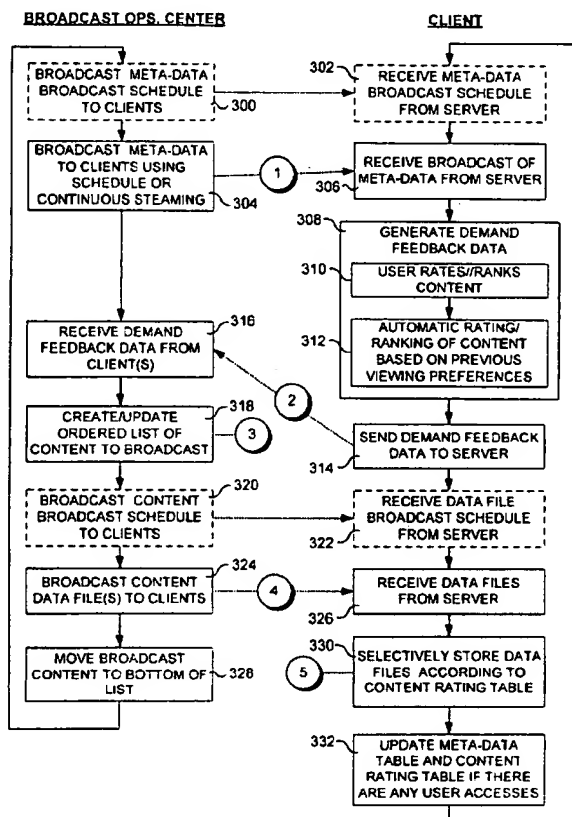 BROADCAST OPS. CENTER
CLIENT
BROADCAST META-DATA
BROADCAST SCHEDULE
TO CLIENTS
300
302
RECEIVE META-DATA
BROADCAST SCHEDULE
FROM SERVER
BROADCAST META-DATA
TO CLIENTS USING
SCHEDULE OR
CONTINUOUS STEAMING
304
1
RECEIVE BROADCAST OF
META-DATA FROM SERVER
306
308
GENERATE DEMAND
FEEDBACK DATA
310
USER RATES//RANKS
CONTENT
312
AUTOMATIC RATING/
RANKING OF CONTENT
BASED ON PREVIOUS
VIEWING PREFERENCES
316
RECEIVE DEMAND
FEEDBACK DATA FROM
CLIENT(S)
2
318
CREATE/UPDATE
ORDERED LIST OF
CONTENT TO BROADCAST
3
SEND DEMAND FEEDBACK
DATA TO SERVER
314
320
BROADCAST CONTENT
BROADCAST SCHEDULE
TO CLIENTS
RECEIVE DATA FILE
BROADCAST SCHEDULE
FROM SERVER
322
324
BROADCAST CONTENT
DATA FILE(S) TO CLIENTS
4
RECEIVE DATA FILES
FROM SERVER
326
MOVE BROADCAST
CONTENT TO BOTTOM OF
LIST
328
330
SELECTIVELY STORE DATA
FILES ACCORDING TO
CONTENT RATING TABLE
5
332
UPDATE META-DATA
TABLE AND CONTENT
RATING TABLE IF THERE
ARE ANY USER ACCESSES